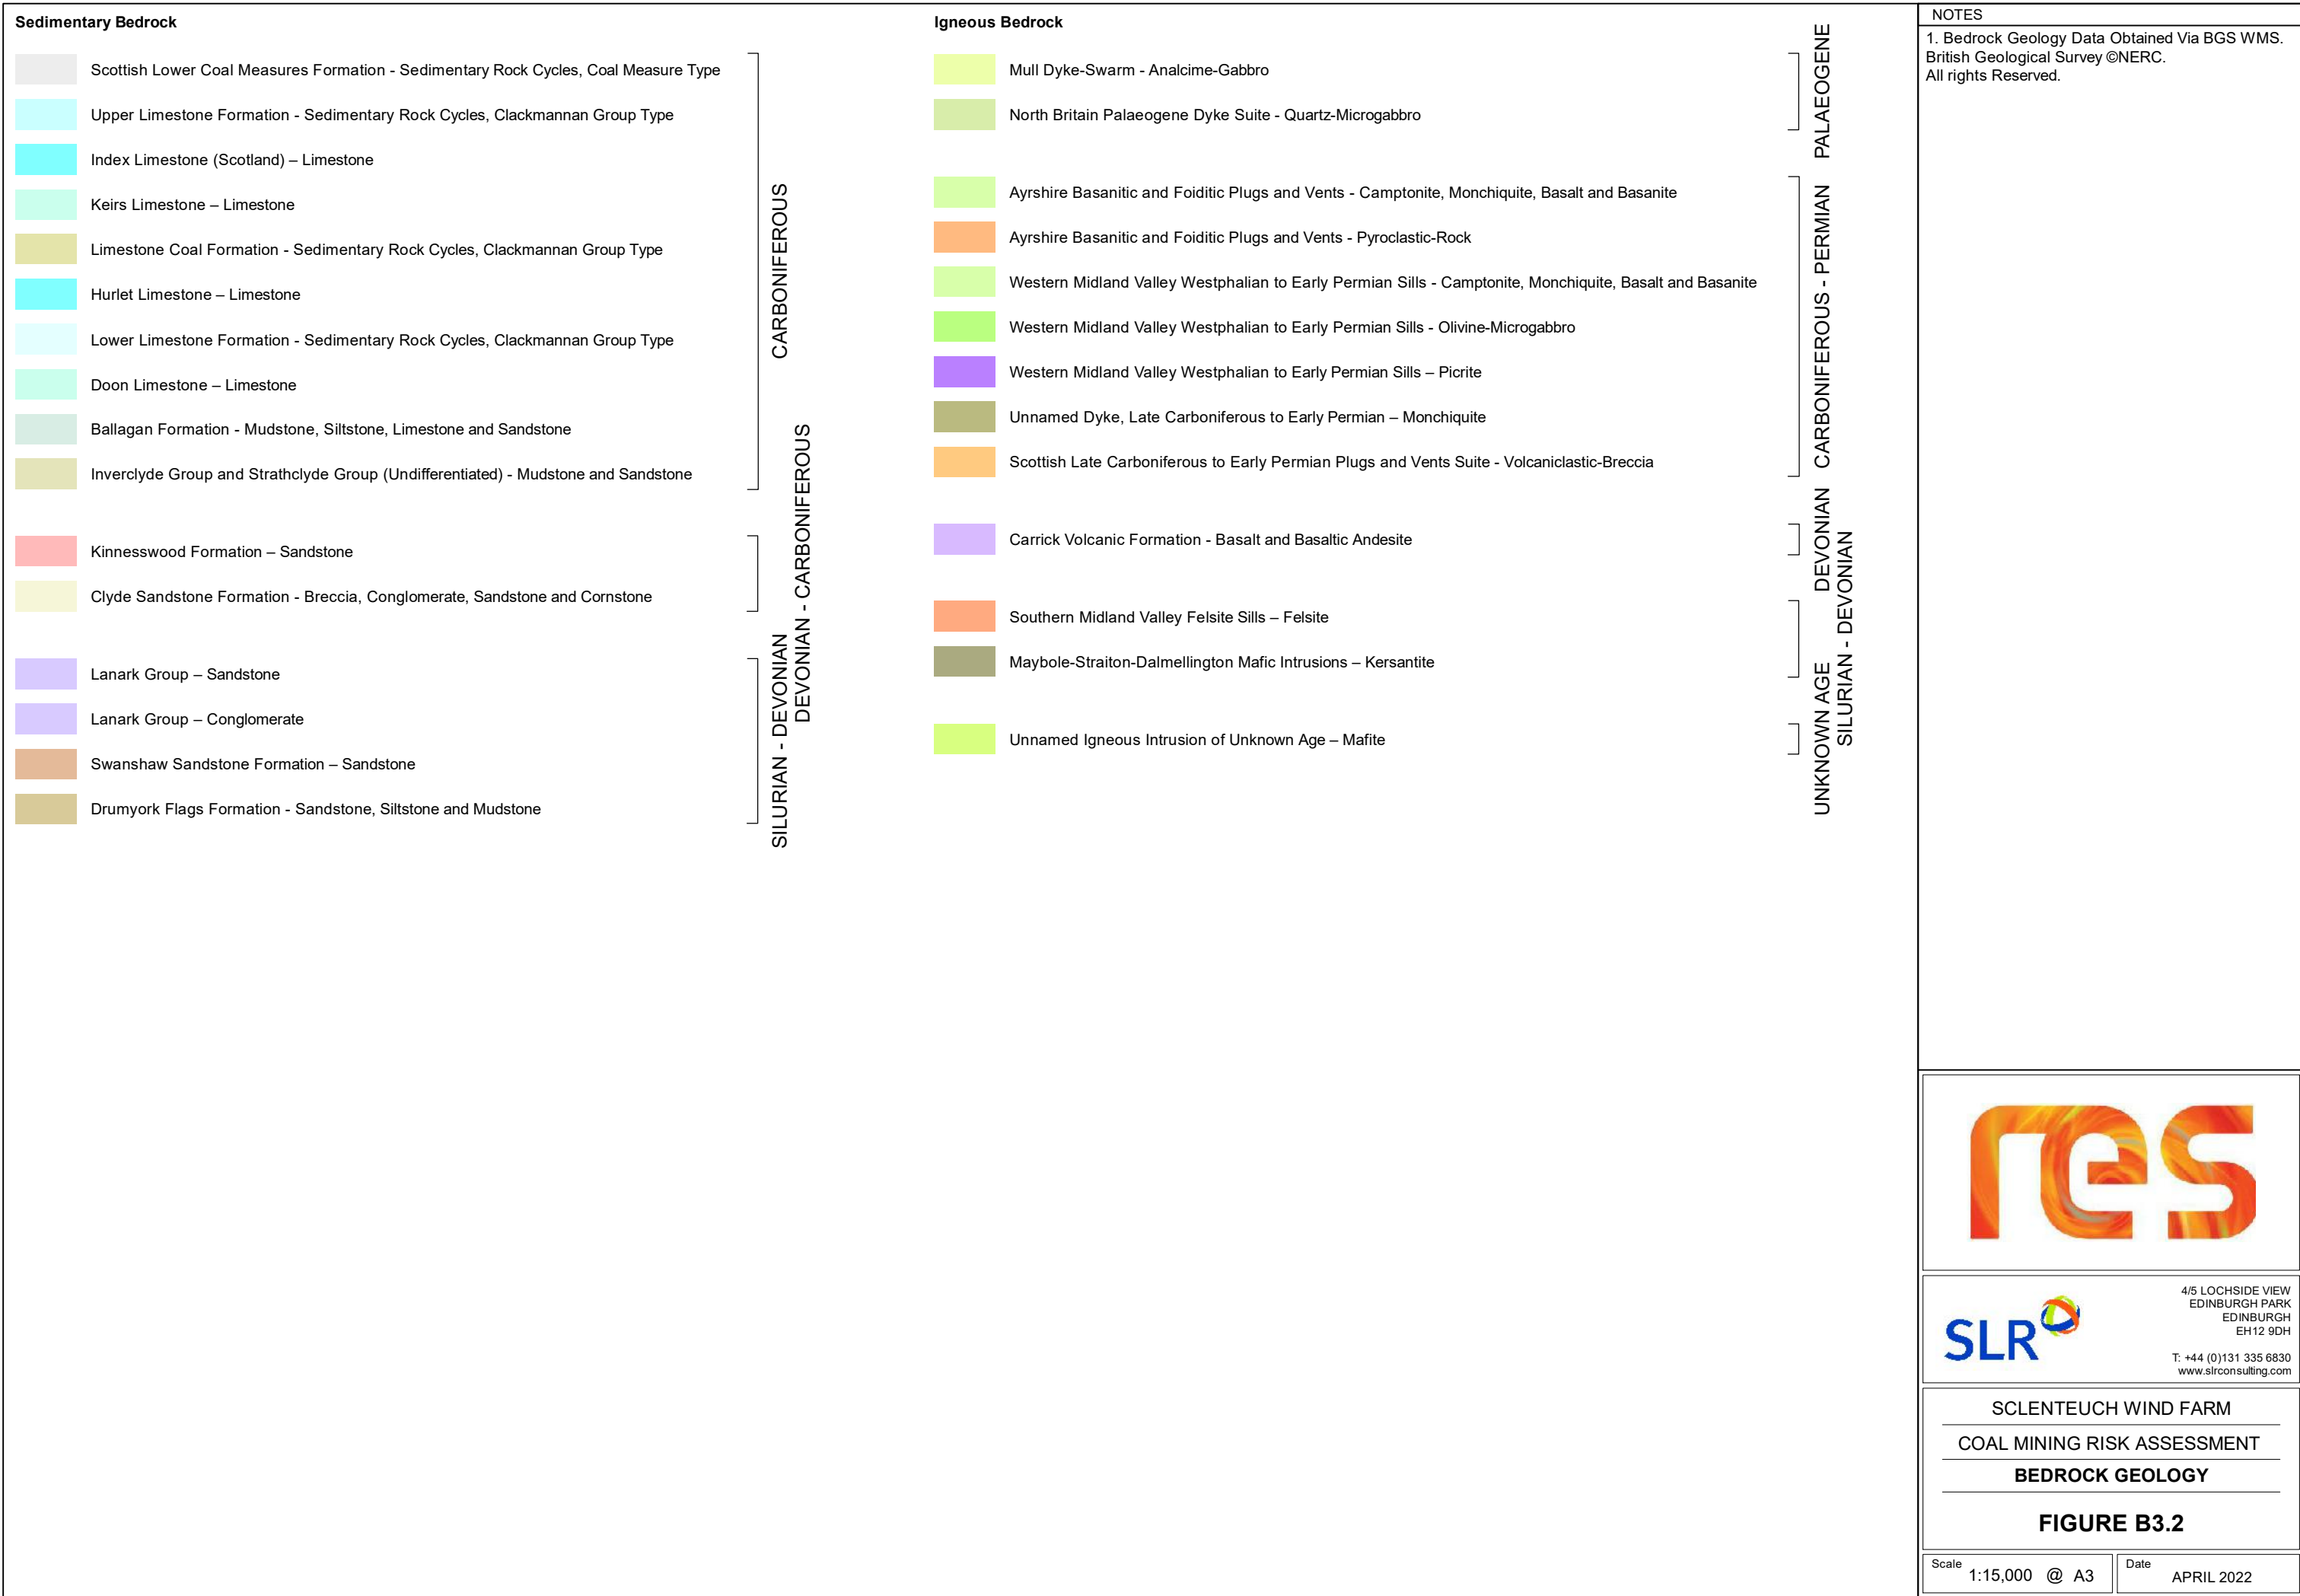 Sedimentary Bedrock
Scottish Lower Coal Measures Formation - Sedimentary Rock Cycles, Coal Measure Type
Upper Limestone Formation - Sedimentary Rock Cycles, Clackmannan Group Type
Index Limestone (Scotland) – Limestone
Keirs Limestone – Limestone
Limestone Coal Formation - Sedimentary Rock Cycles, Clackmannan Group Type
Hurlet Limestone – Limestone
Lower Limestone Formation - Sedimentary Rock Cycles, Clackmannan Group Type
Doon Limestone – Limestone
Ballagan Formation - Mudstone, Siltstone, Limestone and Sandstone
Inverclyde Group and Strathclyde Group (Undifferentiated) - Mudstone and Sandstone
CARBONIFEROUS
Kinnesswood Formation – Sandstone
Clyde Sandstone Formation - Breccia, Conglomerate, Sandstone and Cornstone
DEVONIAN - CARBONIFEROUS
Lanark Group – Sandstone
Lanark Group – Conglomerate
Swanshaw Sandstone Formation – Sandstone
Drumyork Flags Formation - Sandstone, Siltstone and Mudstone
SILURIAN - DEVONIAN
Igneous Bedrock
Mull Dyke-Swarm - Analcime-Gabbro
North Britain Palaeogene Dyke Suite - Quartz-Microgabbro
PALAEOGENE
Ayrshire Basanitic and Foiditic Plugs and Vents - Camptonite, Monchiquite, Basalt and Basanite
Ayrshire Basanitic and Foiditic Plugs and Vents - Pyroclastic-Rock
Western Midland Valley Westphalian to Early Permian Sills - Camptonite, Monchiquite, Basalt and Basanite
Western Midland Valley Westphalian to Early Permian Sills - Olivine-Microgabbro
Western Midland Valley Westphalian to Early Permian Sills – Picrite
Unnamed Dyke, Late Carboniferous to Early Permian – Monchiquite
Scottish Late Carboniferous to Early Permian Plugs and Vents Suite - Volcaniclastic-Breccia
CARBONIFEROUS - PERMIAN
Carrick Volcanic Formation - Basalt and Basaltic Andesite
DEVONIAN
Southern Midland Valley Felsite Sills – Felsite
Maybole-Straiton-Dalmellington Mafic Intrusions – Kersantite
SILURIAN - DEVONIAN
Unnamed Igneous Intrusion of Unknown Age – Mafite
UNKNOWN AGE
NOTES
1. Bedrock Geology Data Obtained Via BGS WMS.
British Geological Survey ©NERC.
All rights Reserved.
res
SLR
4/5 LOCHSIDE VIEW
EDINBURGH PARK
EDINBURGH
EH12 9DH
T: +44 (0)131 335 6830
www.slrconsulting.com
SCLENTEUCH WIND FARM
COAL MINING RISK ASSESSMENT
BEDROCK GEOLOGY
FIGURE B3.2
Scale 1:15,000 @ A3
Date APRIL 2022